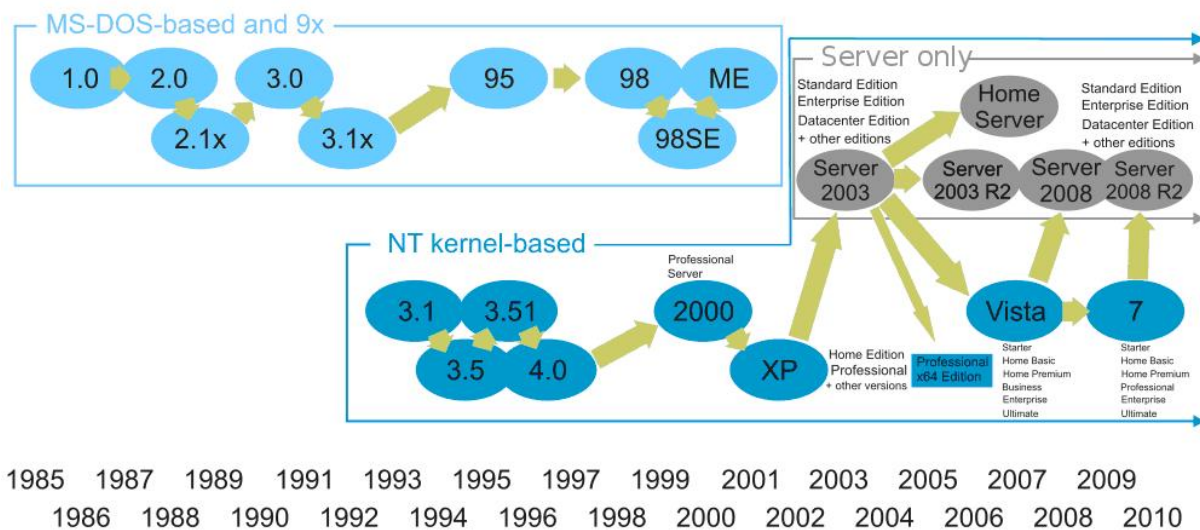 MS-DOS-based and 9x
1.0
2.0
3.0
95
98
ME
2.1x
3.1x
98SE
Server only
Standard Edition
Enterprise Edition
Datacenter Edition
+ other editions
Home
Server
Standard Edition
Enterprise Edition
Datacenter Edition
+ other editions
Server
2003
Server
2003 R2
Server
2008
Server
2008 R2
NT kernel-based
Professional
Server
3.1
3.51
2000
Vista
7
3.5
4.0
XP
Home Edition
Professional
+ other versions
Professional
x64 Edition
Starter
Home Basic
Home Premium
Business
Enterprise
Ultimate
Starter
Home Basic
Home Premium
Professional
Enterprise
Ultimate
1985 1987 1989 1991 1993 1995 1997 1999 2001 2003 2005 2007 2009
1986 1988 1990 1992 1994 1996 1998 2000 2002 2004 2006 2008 2010